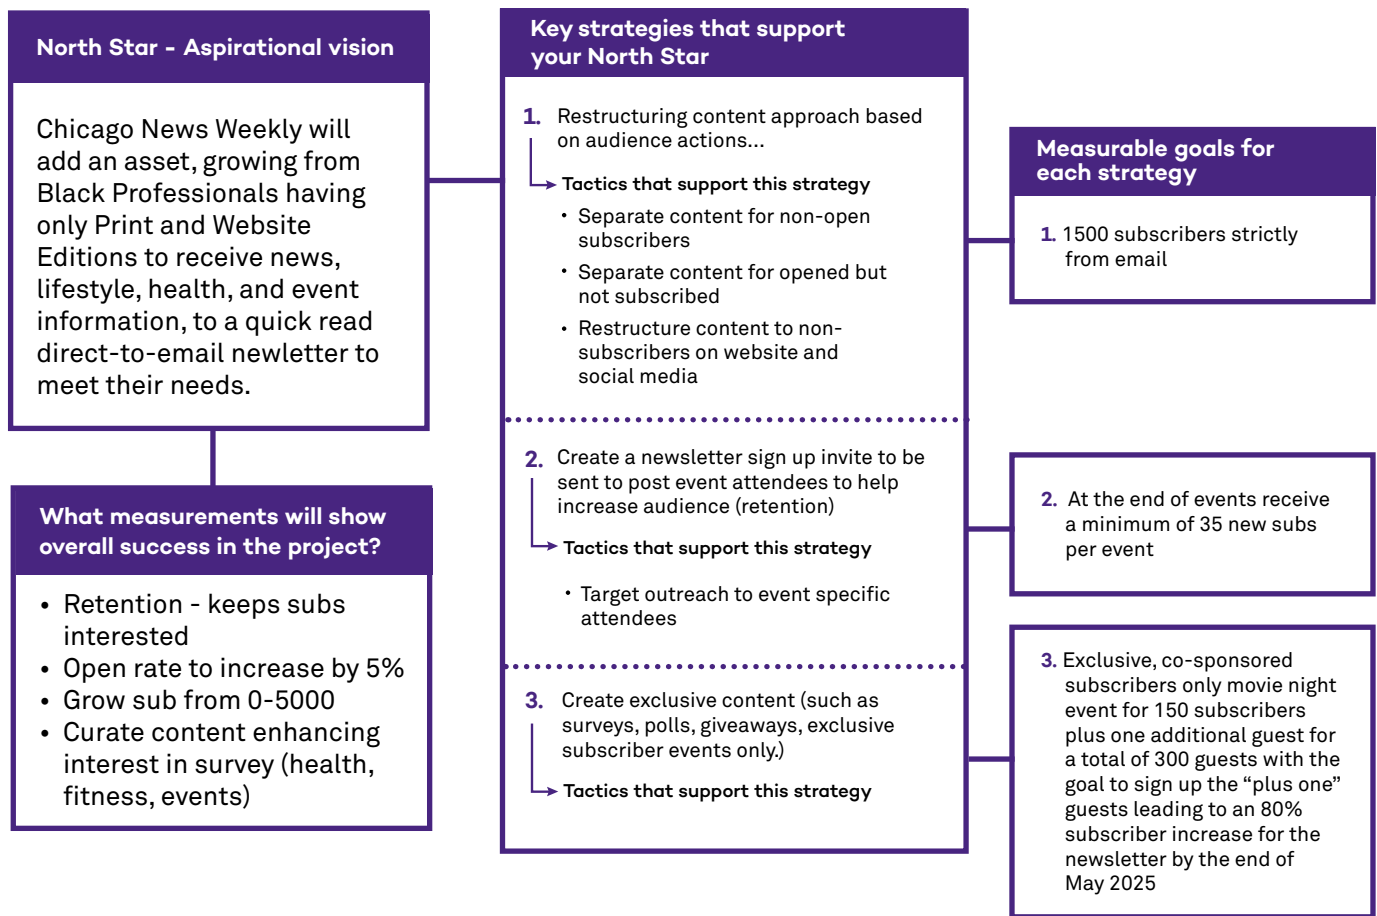 North Star - Aspirational vision
Chicago News Weekly will
add an asset, growing from
Black Professionals having
only Print and Website
Editions to receive news,
lifestyle, health, and event
information, to a quick read
direct-to-email newletter to
meet their needs.
What measurements will show
overall success in the project?
• Retention - keeps subs
interested
• Open rate to increase by 5%
• Grow sub from 0-5000
• Curate content enhancing
interest in survey (health,
fitness, events)
Key strategies that support
your North Star
1. Restructuring content approach based
on audience actions...
Tactics that support this strategy
• Separate content for non-open
subscribers
• Separate content for opened but
not subscribed
• Restructure content to non-
subscribers on website and
social media
2. Create a newsletter sign up invite to be
sent to post event attendees to help
increase audience (retention)
Tactics that support this strategy
• Target outreach to event specific
attendees
3. Create exclusive content (such as
surveys, polls, giveaways, exclusive
subscriber events only.)
Tactics that support this strategy
Measurable goals for
each strategy
1. 1500 subscribers strictly
from email
2. At the end of events receive
a minimum of 35 new subs
per event
3. Exclusive, co-sponsored
subscribers only movie night
event for 150 subscribers
plus one additional guest for
a total of 300 guests with the
goal to sign up the “plus one”
guests leading to an 80%
subscriber increase for the
newsletter by the end of
May 2025